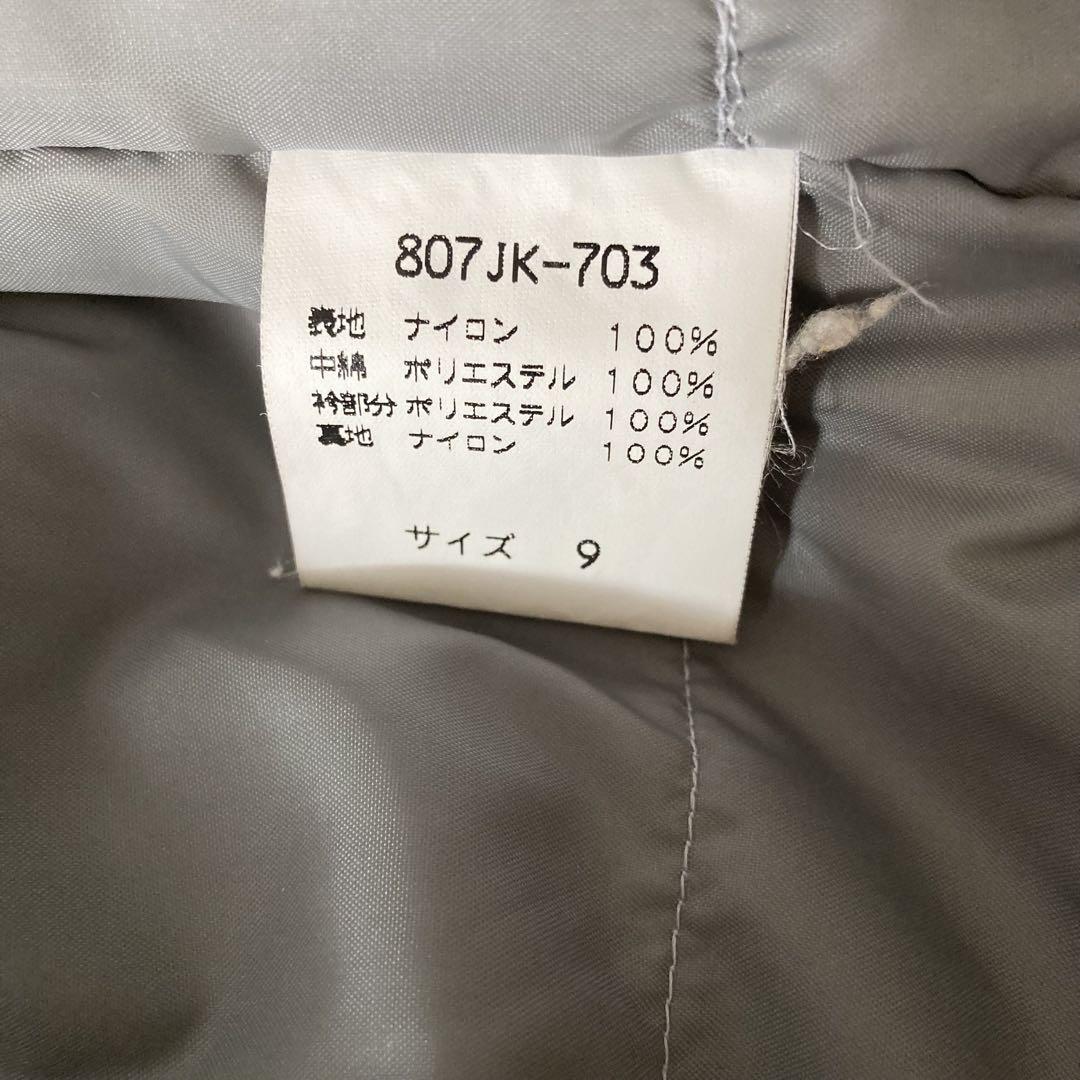 807JK-703
表地 ナイロン 100%
中綿 ポリエステル 100%
衿部分 ポリエステル 100%
裏地 ナイロン 100%
サイズ 9